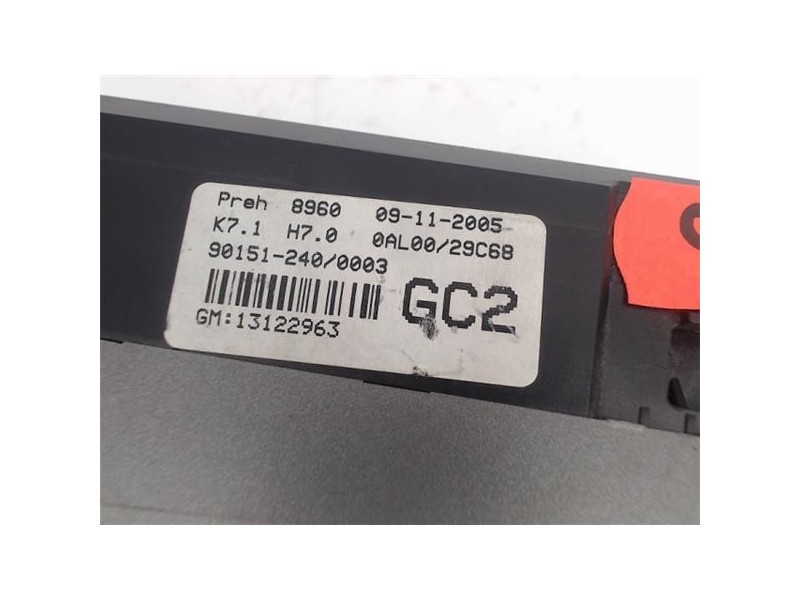 Preh 8960 09-11-2005
K7.1 H7.0 0AL00/29C68
90151-240/0003
GC2
GM:13122963